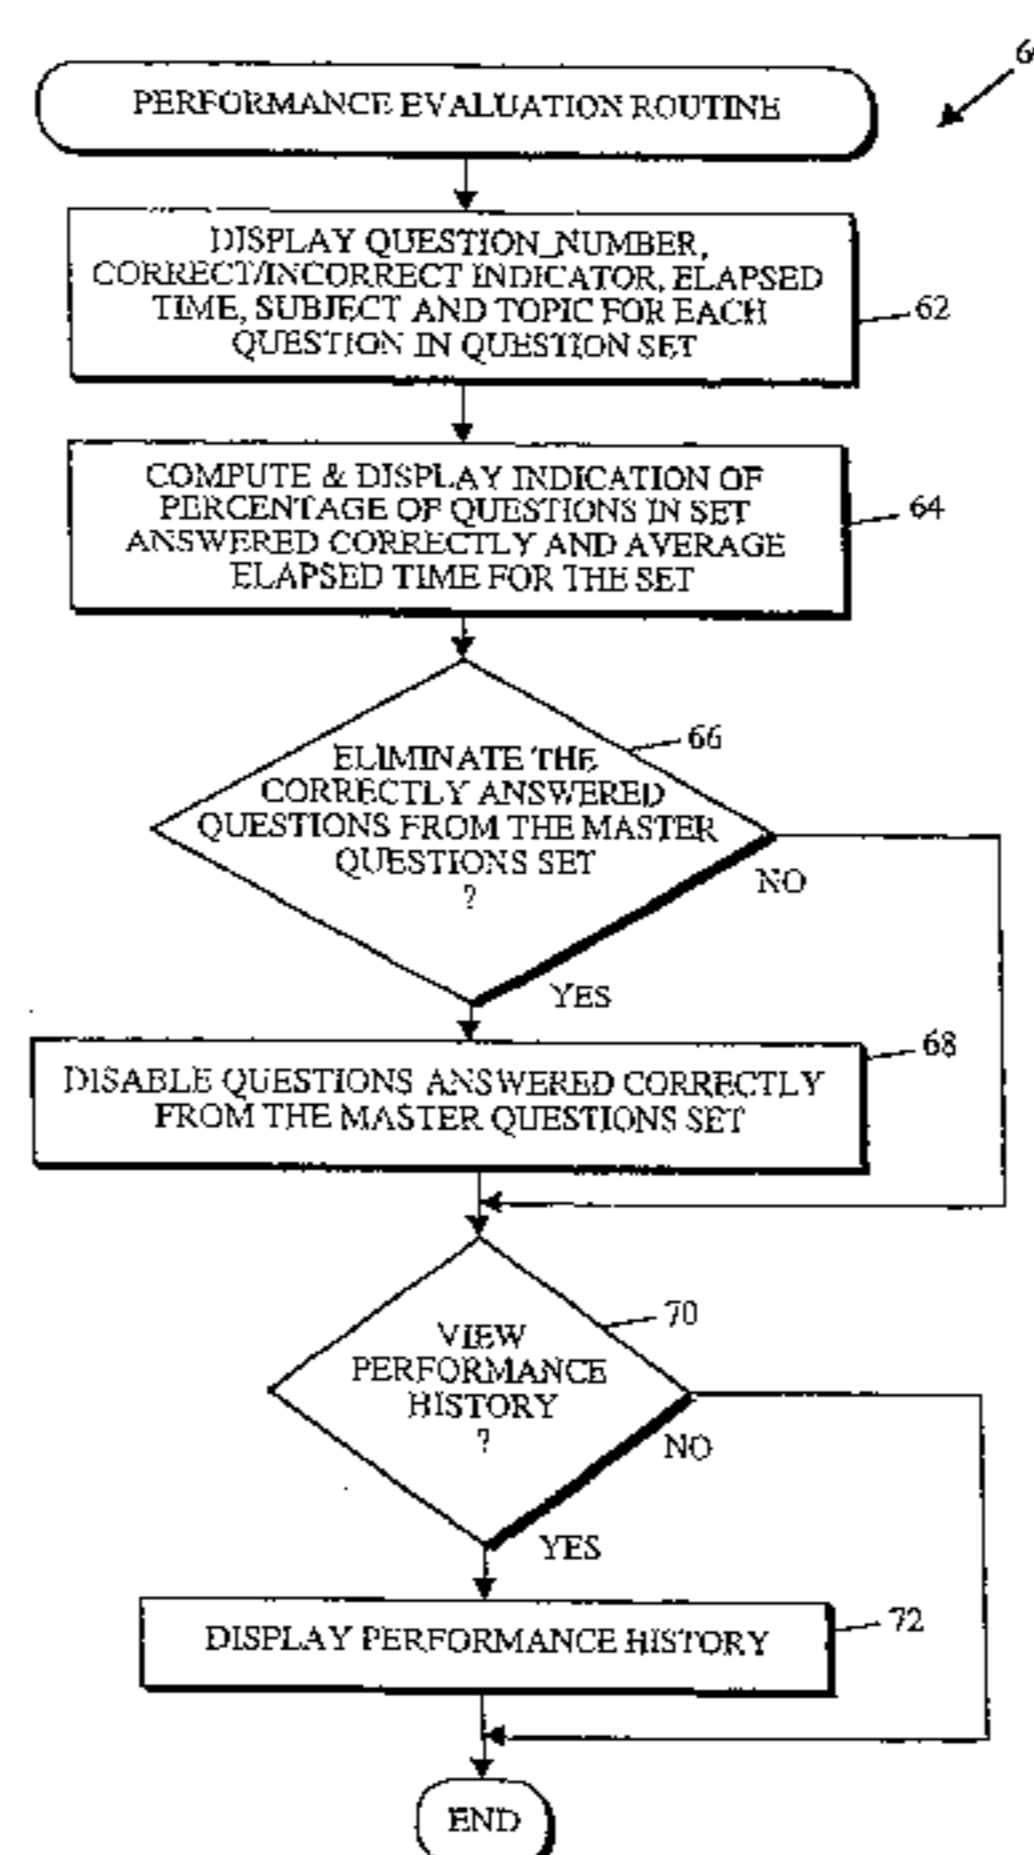 PERFORMANCE EVALUATION ROUTINE
DISPLAY QUESTION_NUMBER,
CORRECT/INCORRECT INDICATOR, ELAPSED
TIME, SUBJECT AND TOPIC FOR EACH
QUESTION IN QUESTION SET
62
COMPUTE & DISPLAY INDICATION OF
PERCENTAGE OF QUESTIONS IN SET
ANSWERED CORRECTLY AND AVERAGE
ELAPSED TIME FOR THE SET
64
66
ELIMINATE THE
CORRECTLY ANSWERED
QUESTIONS FROM THE MASTER
QUESTIONS SET
?
NO
YES
68
DISABLE QUESTIONS ANSWERED CORRECTLY
FROM THE MASTER QUESTIONS SET
70
VIEW
PERFORMANCE
HISTORY
?
NO
YES
72
DISPLAY PERFORMANCE HISTORY
END